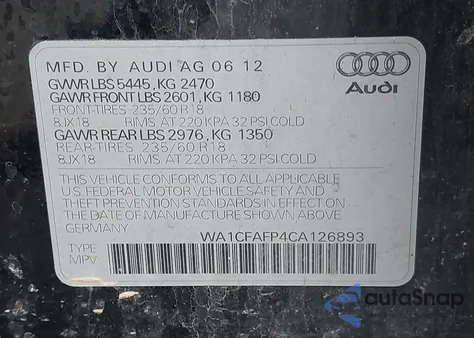 MFD. BY AUDI AG 06 12
GVWR LBS 5445, KG 2470
GAWR FRONT LBS 2601, KG 1180
FRONT-TIRES: 235/60 R18
8JX18 RIMS, AT 220 KPA 32 PSI.COLD
GAWR REAR LBS 2976, KG 1350
REAR-TIRES: 235/60 R18
8JX18 RIMS, AT 220 KPA 32 PSI.COLD
Audi
THIS VEHICLE CONFORMS TO ALL APPLICABLE
U.S. FEDERAL MOTOR VEHICLE SAFETY AND
THEFT PREVENTION STANDARDS IN EFFECT ON
THE DATE OF MANUFACTURE SHOWN ABOVE
GERMANY
WA1CFAFP4CA126893
TYPE
MPV
autoSnap